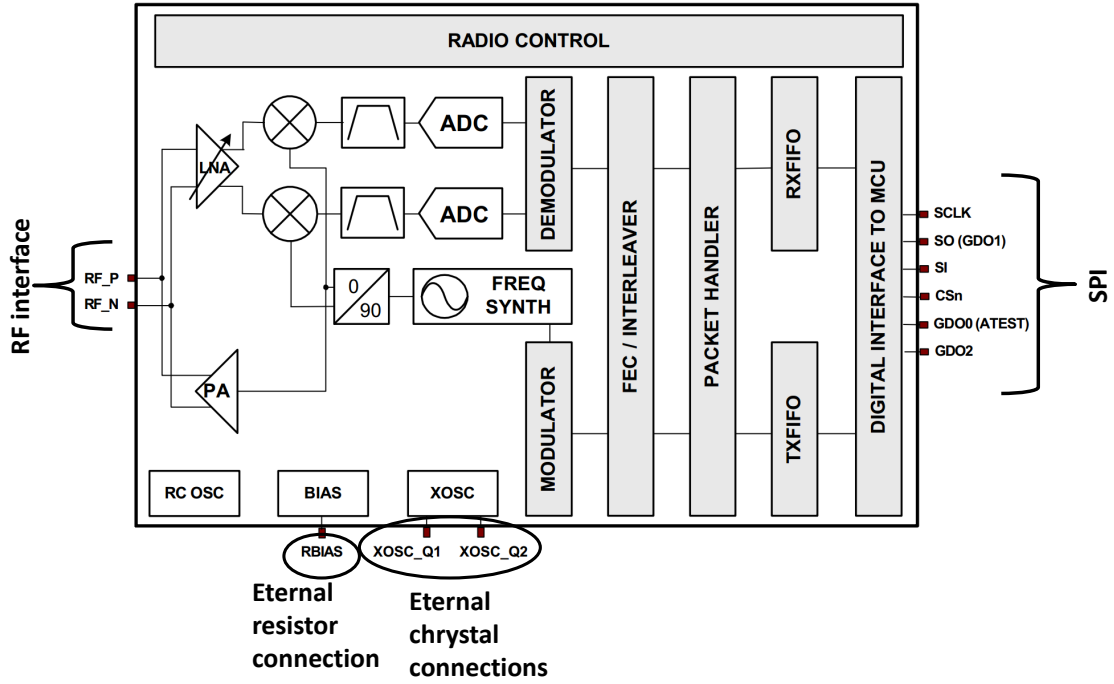 RADIO CONTROL
LNA
ADC
ADC
DEMODULATOR
FEC / INTERLEAVER
PACKET HANDLER
RXFIFO
DIGITAL INTERFACE TO MCU
SCLK
SO (GDO1)
SI
CSn
GDO0 (ATEST)
GDO2
SPI
RF interface
RF_P
RF_N
0
90
FREQ
SYNTH
PA
MODULATOR
TXFIFO
RC OSC
BIAS
XOSC
RBIAS
XOSC_Q1
XOSC_Q2
Eternal
resistor
connection
Eternal
chrystal
connections